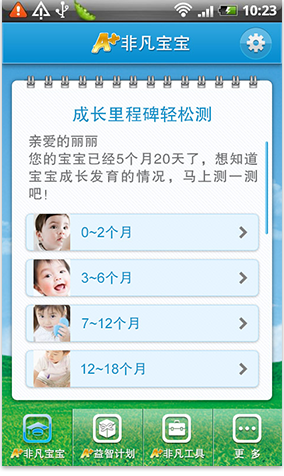 10:23
A+非凡宝宝
成长里程碑轻松测
亲爱的丽丽
您的宝宝已经5个月20天了，想知道
宝宝成长发育的情况，马上测一测
吧！
0~2个月
3~6个月
7~12个月
12~18个月
A+非凡宝宝 A+益智计划 A+非凡工具 更 多